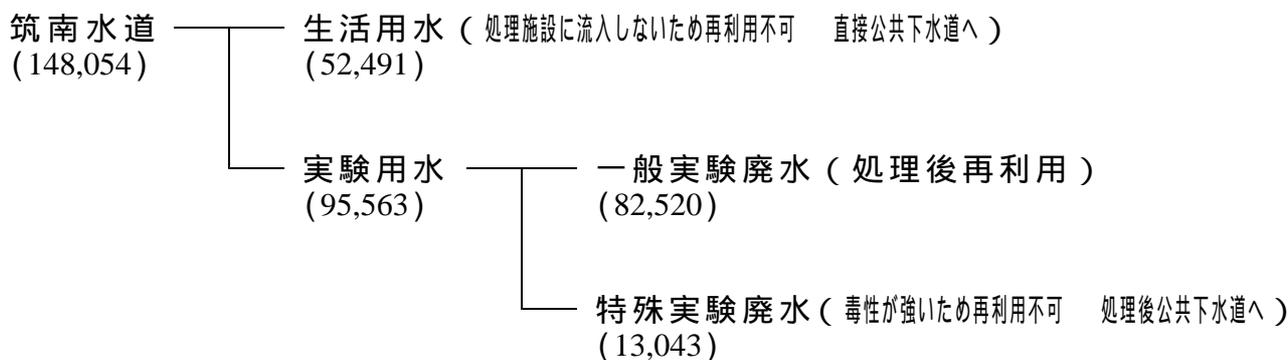 筑南水道 生活用水(処理施設に流入しないため再利用不可 直接公共下水道へ)
(148,054) (52,491)
実験用水 一般実験廃水(処理後再利用)
(95,563) (82,520)
特殊実験廃水(毒性が強いため再利用不可 処理後公共下水道へ)
(13,043)